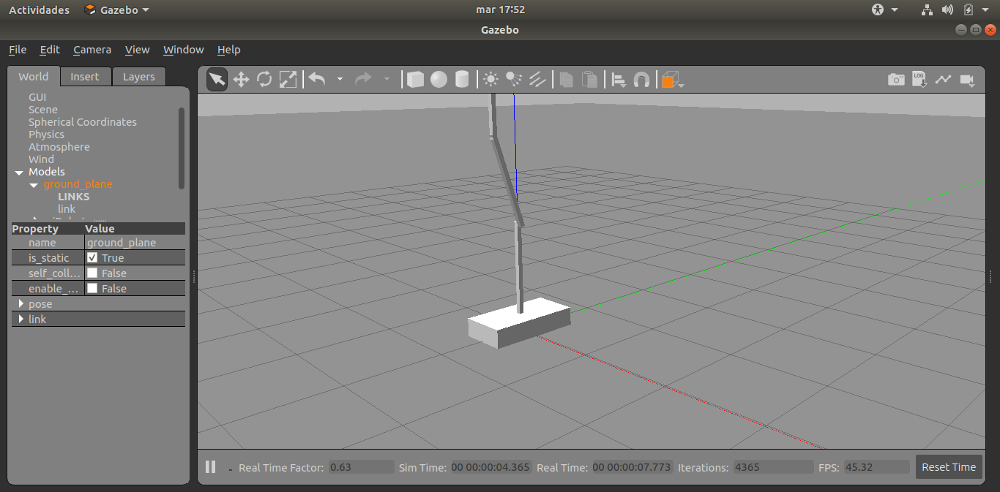 Actividades Gazebo mar 17:52
Gazebo
File Edit Camera View Window Help
World Insert Layers
GUI
Scene
Spherical Coordinates
Physics
Atmosphere
Wind
Models
ground_plane
LINKS
link
Property Value
name ground_plane
is_static True
self_coll... False
enable_... False
pose
link
LOG
Real Time Factor: 0.63 Sim Time: 00 00:00:04.365 Real Time: 00 00:00:07.773 Iterations: 4365 FPS: 45.32 Reset Time